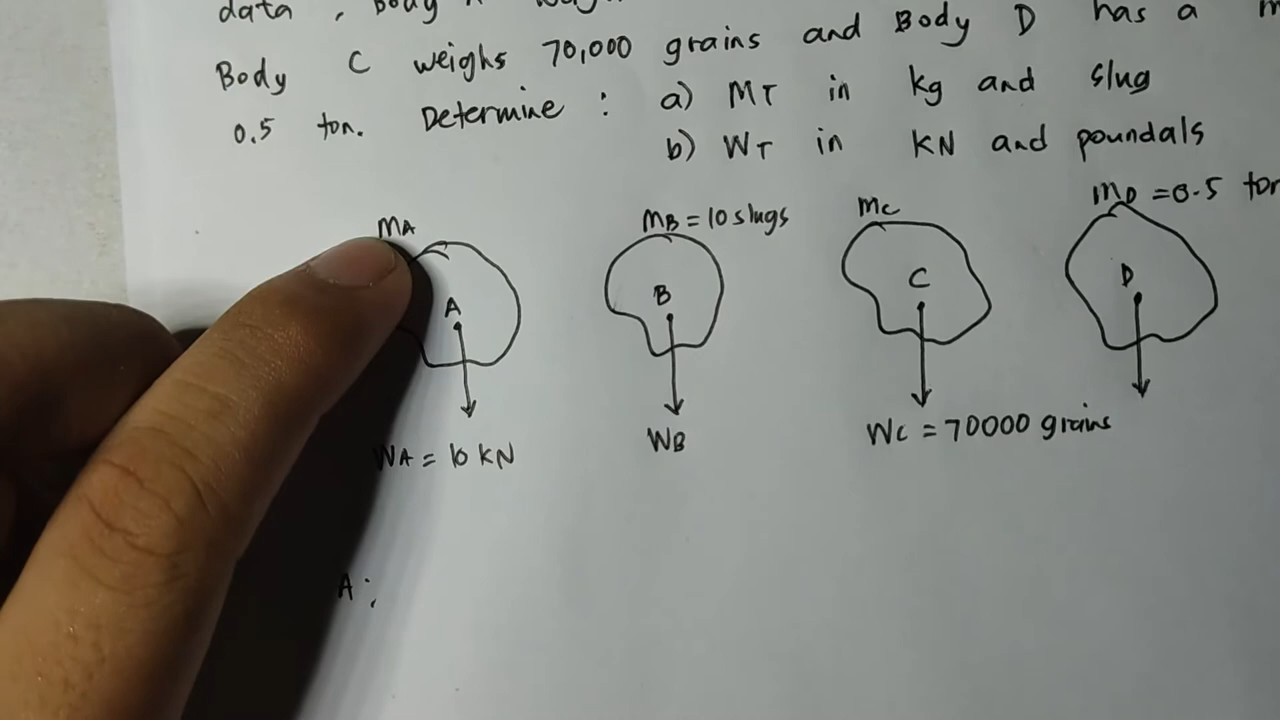 data , Body
Body C weighs 70,000 grains and Body D has a
0.5 ton. Determine : a) MT in kg and slug
b) WT in KN and poundals
MA
MB = 10 slugs
MC
MD = 0.5 ton
A
B
C
D
WA = 10 KN
WB
WC = 70000 grains
A :